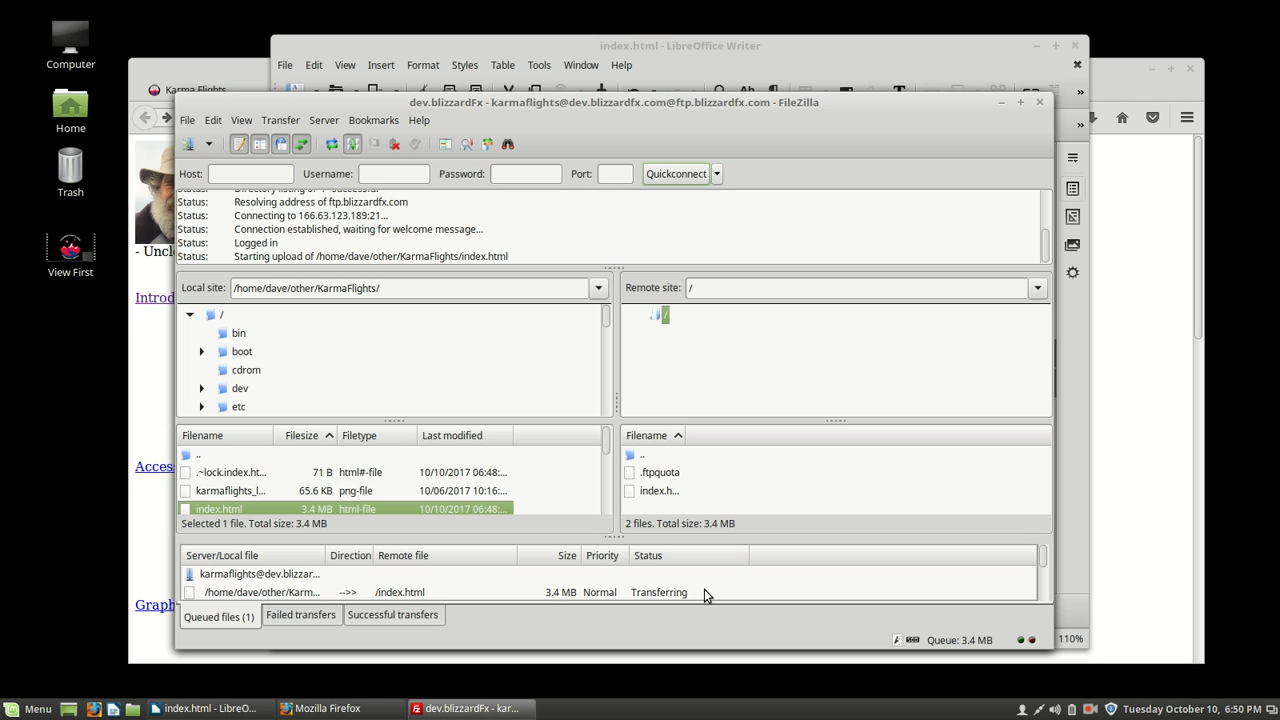 Computer
Home
Trash
View First
index.html - LibreOffice Writer
File Edit View Insert Format Styles Table Tools Window Help
Karma Flights
dev.blizzardFx - karmaflights@dev.blizzardfx.com@ftp.blizzardfx.com - FileZilla
File Edit View Transfer Server Bookmarks Help
Host: Username: Password: Port: Quickconnect
Resolving address of ftp.blizzardfx.com
Status: Connecting to 166.63.123.189:21...
Status: Connection established, waiting for welcome message...
Status: Logged in
Status: Starting upload of /home/dave/other/KarmaFlights/index.html
Status:
- Uncl
Introd
Acces
Graph
Local site: /home/dave/other/KarmaFlights/
Remote site: /
/
bin
boot
cdrom
dev
etc
/
Filename Filesize Filetype Last modified
..
.~lock.index.ht... 71 B html#-file 10/10/2017 06:48:...
karmaflights_l... 65.6 KB png-file 10/06/2017 10:16:...
index.html 3.4 MB html-file 10/10/2017 06:48:...
Selected 1 file. Total size: 3.4 MB
Filename
..
.ftpquota
index.h...
2 files. Total size: 3.4 MB
Server/Local file Direction Remote file Size Priority Status
karmaflights@dev.blizzar...
/home/dave/other/Karm... -->> /index.html 3.4 MB Normal Transferring
Queued files (1) Failed transfers Successful transfers
Queue: 3.4 MB
110%
Menu index.html - LibreO... Mozilla Firefox dev.blizzardFx - kar... Tuesday October 10, 6:50 PM